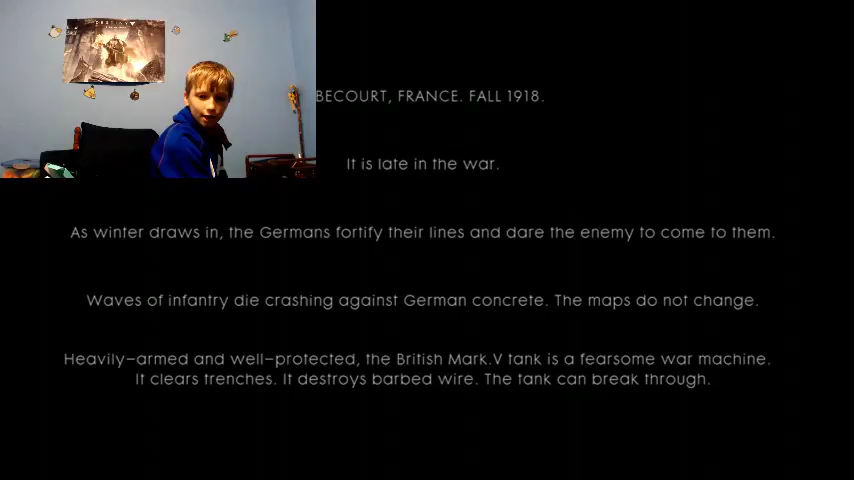 DESTINY
BECOURT, FRANCE. FALL 1918.
It is late in the war.
As winter draws in, the Germans fortify their lines and dare the enemy to come to them.
Waves of infantry die crashing against German concrete. The maps do not change.
Heavily-armed and well-protected, the British Mark.V tank is a fearsome war machine.
It clears trenches. It destroys barbed wire. The tank can break through.